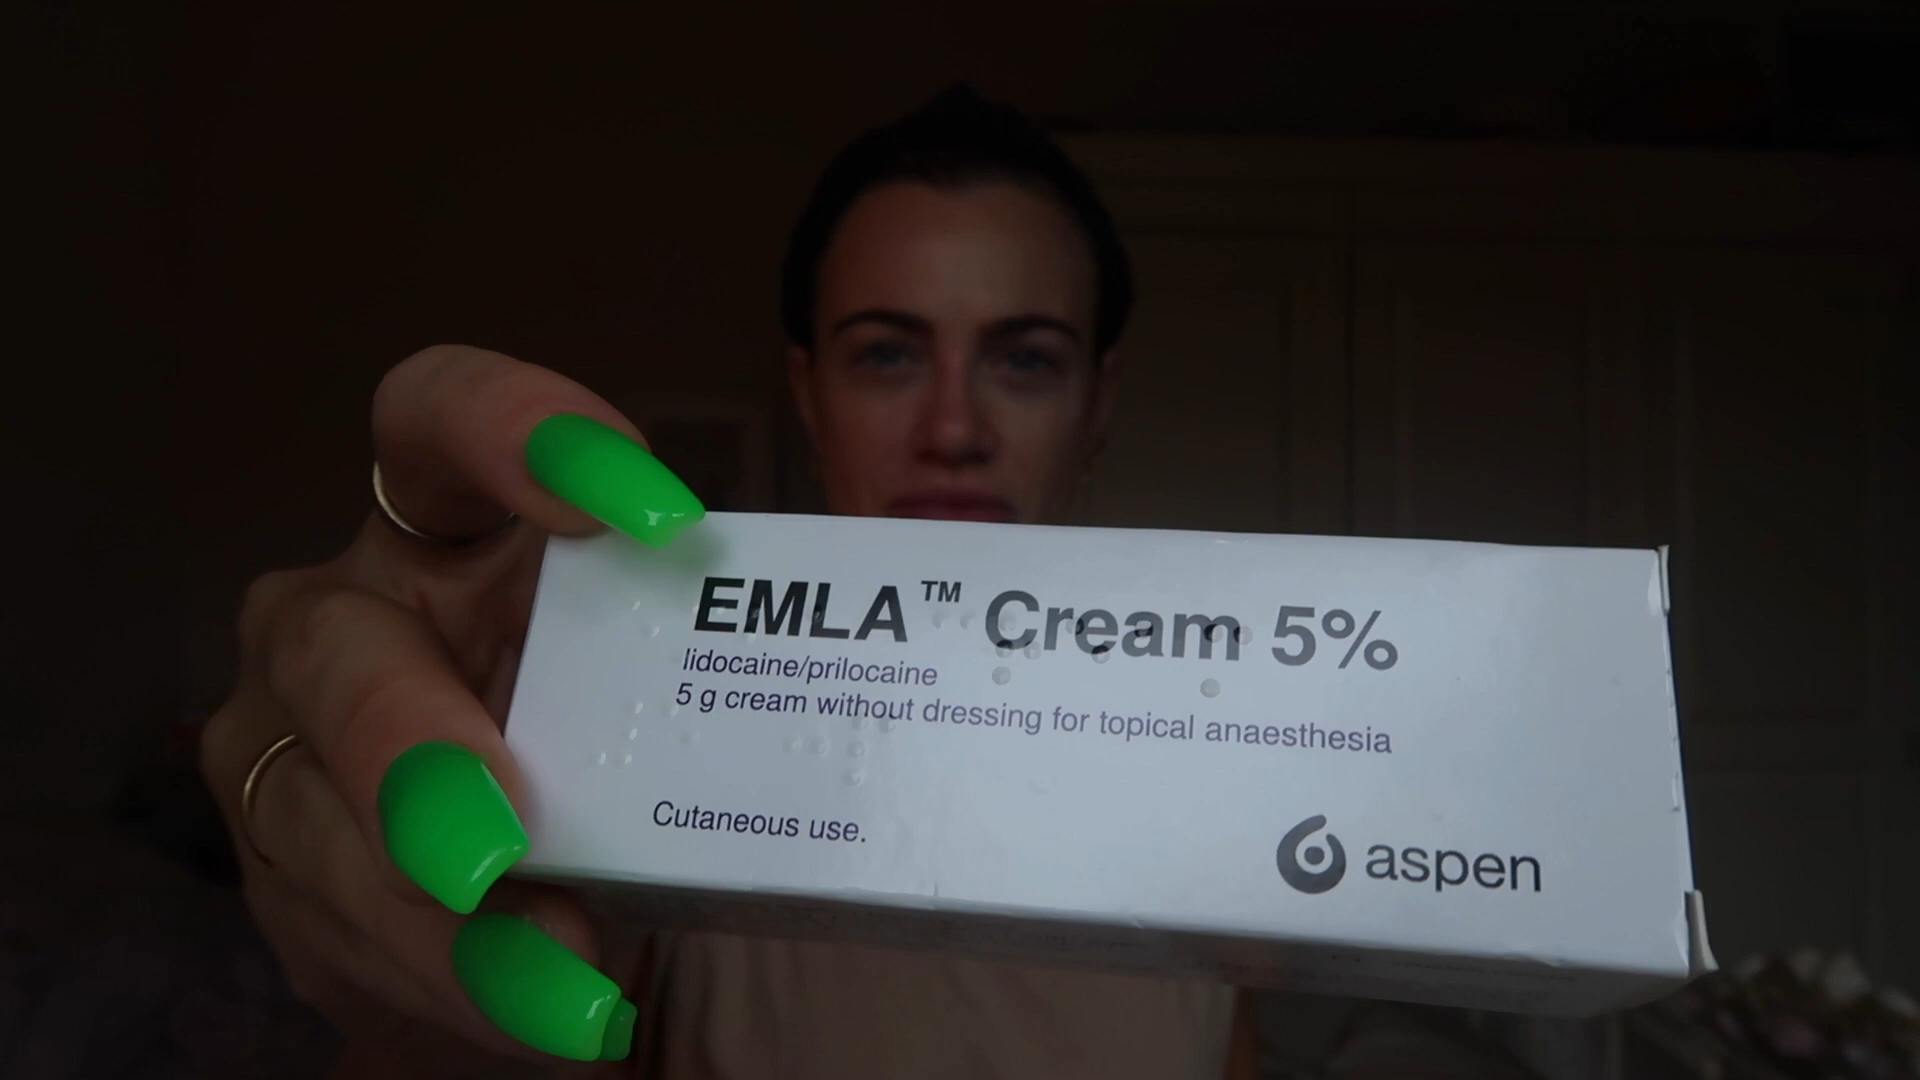 EMLA™ Cream 5%
lidocaine/prilocaine
5 g cream without dressing for topical anaesthesia
Cutaneous use.
aspen